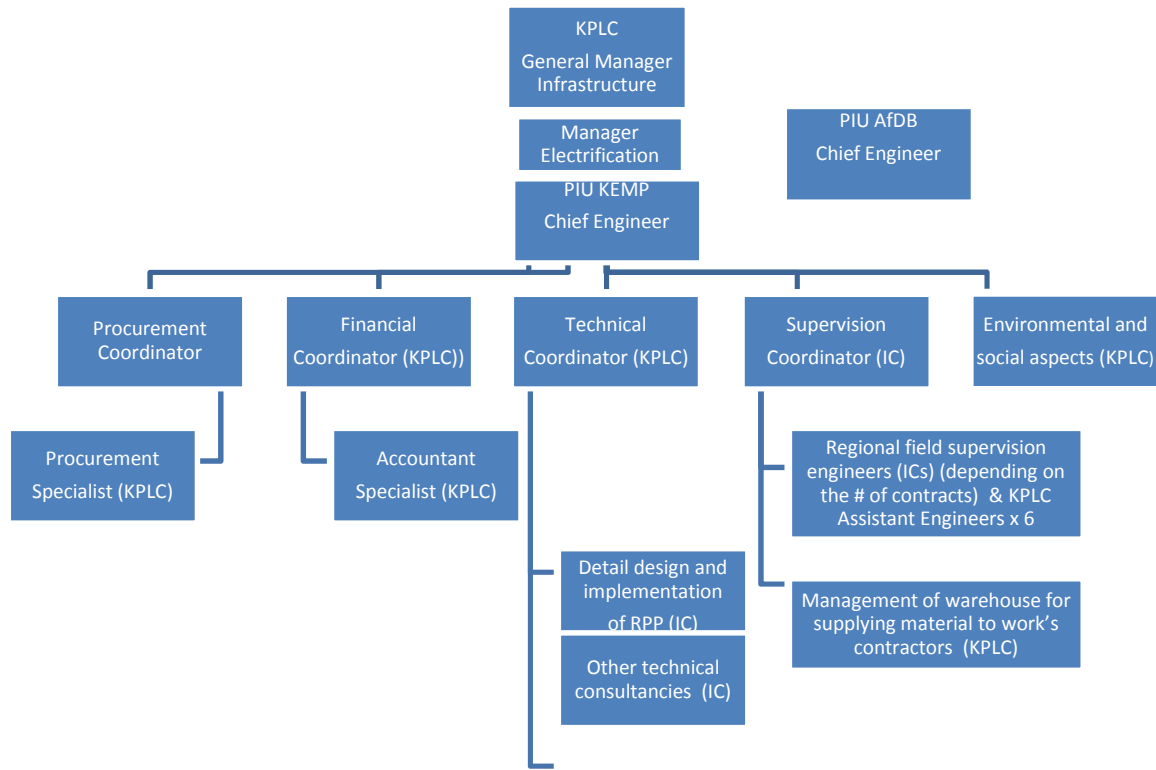 KPLC
General Manager
Infrastructure
Manager
Electrification
PIU AfDB
Chief Engineer
PIU KEMP
Chief Engineer
Procurement
Coordinator
Financial
Coordinator (KPLC))
Technical
Coordinator (KPLC)
Supervision
Coordinator (IC)
Environmental and
social aspects (KPLC)
Procurement
Specialist (KPLC)
Accountant
Specialist (KPLC)
Regional field supervision
engineers (ICs) (depending on
the # of contracts) & KPLC
Assistant Engineers x 6
Detail design and
implementation
of RPP (IC)
Other technical
consultancies (IC)
Management of warehouse for
supplying material to work’s
contractors (KPLC)